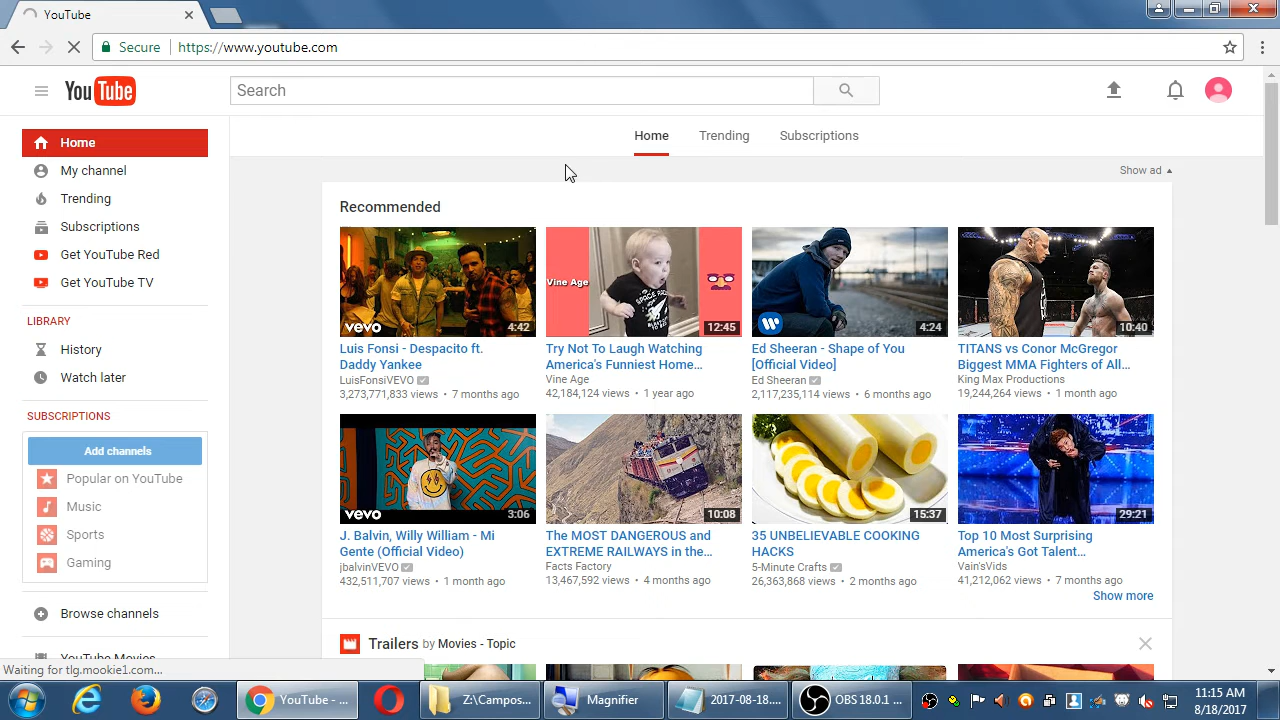 YouTube
Secure https://www.youtube.com
YouTube
Search
Home
My channel
Trending
Subscriptions
Get YouTube Red
Get YouTube TV
LIBRARY
History
Watch later
SUBSCRIPTIONS
Add channels
Popular on YouTube
Music
Sports
Gaming
Browse channels
YouTube Movies
Home Trending Subscriptions
Show ad
Recommended
vevo 4:42
Luis Fonsi - Despacito ft.
Daddy Yankee
LuisFonsiVEVO
3,273,771,833 views • 7 months ago
Vine Age
12:45
Try Not To Laugh Watching
America's Funniest Home…
Vine Age
42,184,124 views • 1 year ago
4:24
Ed Sheeran - Shape of You
[Official Video]
Ed Sheeran
2,117,235,114 views • 6 months ago
10:40
TITANS vs Conor McGregor
Biggest MMA Fighters of All…
King Max Productions
19,244,264 views • 1 month ago
vevo 3:06
J. Balvin, Willy William - Mi
Gente (Official Video)
jbalvinVEVO
432,511,707 views • 1 month ago
10:08
The MOST DANGEROUS and
EXTREME RAILWAYS in the…
Facts Factory
13,467,592 views • 4 months ago
15:37
35 UNBELIEVABLE COOKING
HACKS
5-Minute Crafts
26,363,868 views • 2 months ago
29:21
Top 10 Most Surprising
America's Got Talent…
Vain'sVids
41,212,062 views • 7 months ago
Show more
Trailers by Movies - Topic
Waiting for tlg.mookie1.com...
YouTube - ...
Z:\Campos...
Magnifier
2017-08-18....
OBS 18.0.1 ...
11:15 AM
8/18/2017